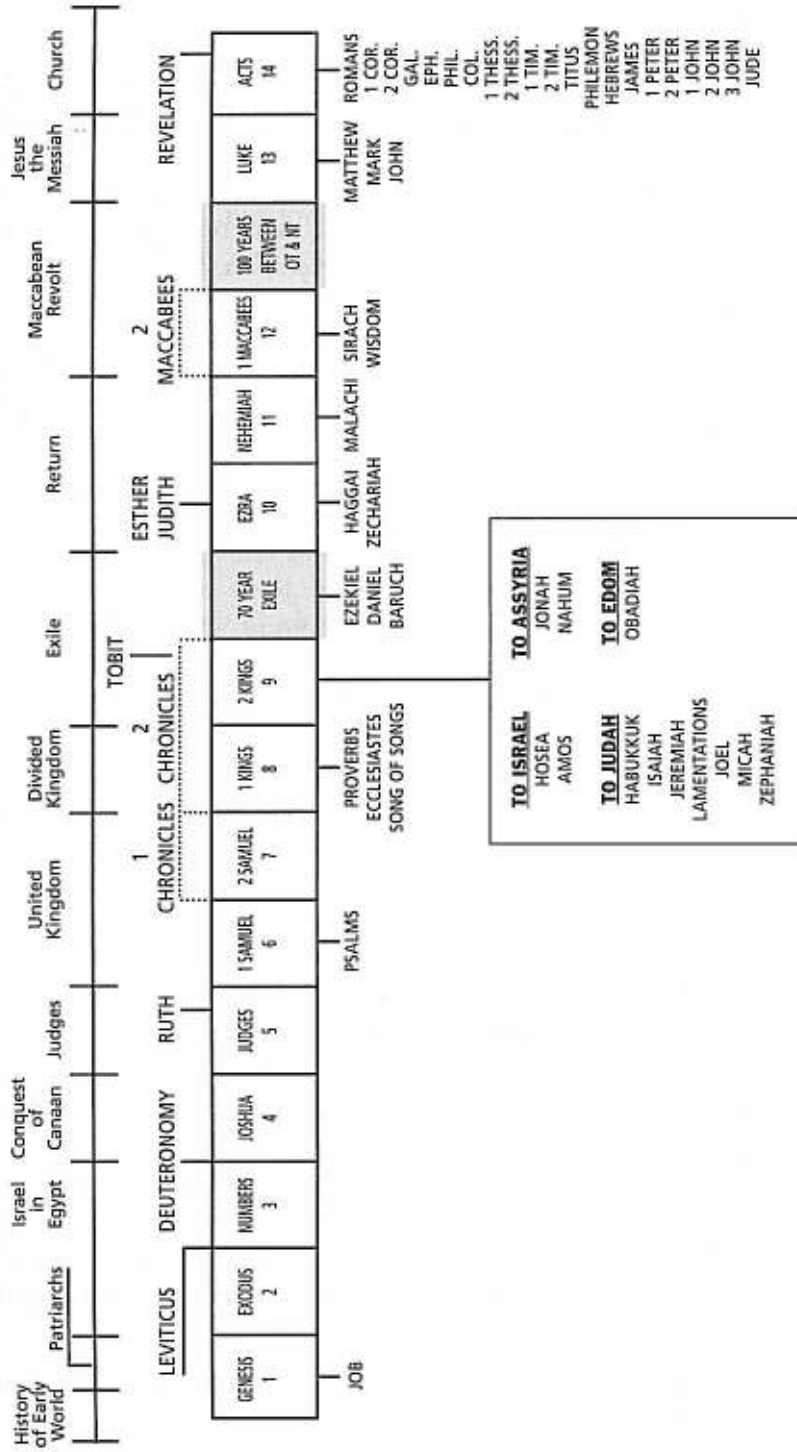 History
of Early
World
Patriarchs
Israel
in
Egypt
Conquest
of
Canaan
Judges
United
Kingdom
Divided
Kingdom
Exile
Return
Maccabean
Revolt
Jesus
the
Messiah
Church
LEVITICUS
DEUTERONOMY
RUTH
1
CHRONICLES
2
CHRONICLES
TOBIT
ESTHER
JUDITH
2
MACCABEES
REVELATION
GENESIS
1
EXODUS
2
NUMBERS
3
JOSHUA
4
JUDGES
5
1 SAMUEL
6
2 SAMUEL
7
1 KINGS
8
2 KINGS
9
70 YEAR
EXILE
EZRA
10
NEHEMIAH
11
1 MACCABEES
12
100 YEARS
BETWEEN
OT & NT
LUKE
13
ACTS
14
JOB
PSALMS
PROVERBS
ECCLESIASTES
SONG OF SONGS
EZEKIEL
DANIEL
BARUCH
HAGGAI
ZECHARIAH
MALACHI
SIRACH
WISDOM
MATTHEW
MARK
JOHN
ROMANS
1 COR.
2 COR.
GAL.
EPH.
PHIL.
COL.
1 THESS.
2 THESS.
1 TIM.
2 TIM.
TITUS
PHILEMON
HEBREWS
JAMES
1 PETER
2 PETER
1 JOHN
2 JOHN
3 JOHN
JUDE
TO ISRAEL
HOSEA
AMOS
TO JUDAH
HABUKKUK
ISAIAH
JEREMIAH
LAMENTATIONS
JOEL
MICAH
ZEPHANIAH
TO ASSYRIA
JONAH
NAHUM
TO EDOM
OBADIAH